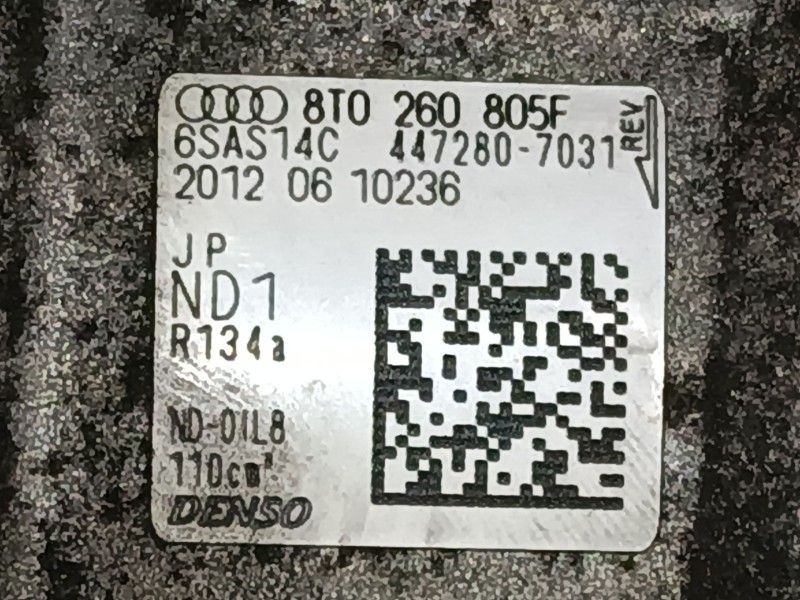 8T0 260 805F
6SAS14C 447280-7031
REV
2012 06 10236
JP
ND1
R134a
ND-OIL8
110cm³
DENSO